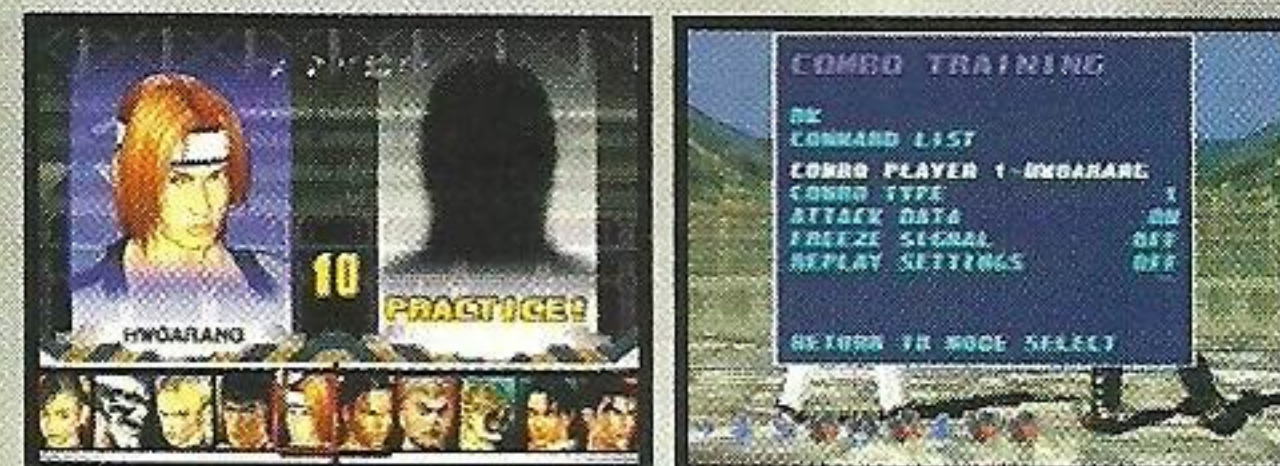 10
PRACTICE!
HWOARANG
COMBO TRAINING
OK
COMMAND LIST
COMBO PLAYER 1-HWOARANG
COMBO TYPE 1
ATTACK DATA ON
FREEZE SIGNAL OFF
REPLAY SETTINGS OFF
RETURN TO MODE SELECT